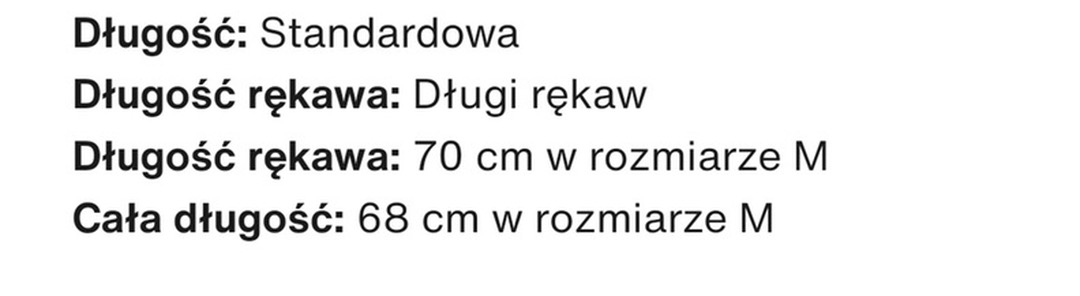 Długość: Standardowa
Długość rękawa: Długi rękaw
Długość rękawa: 70 cm w rozmiarze M
Cała długość: 68 cm w rozmiarze M